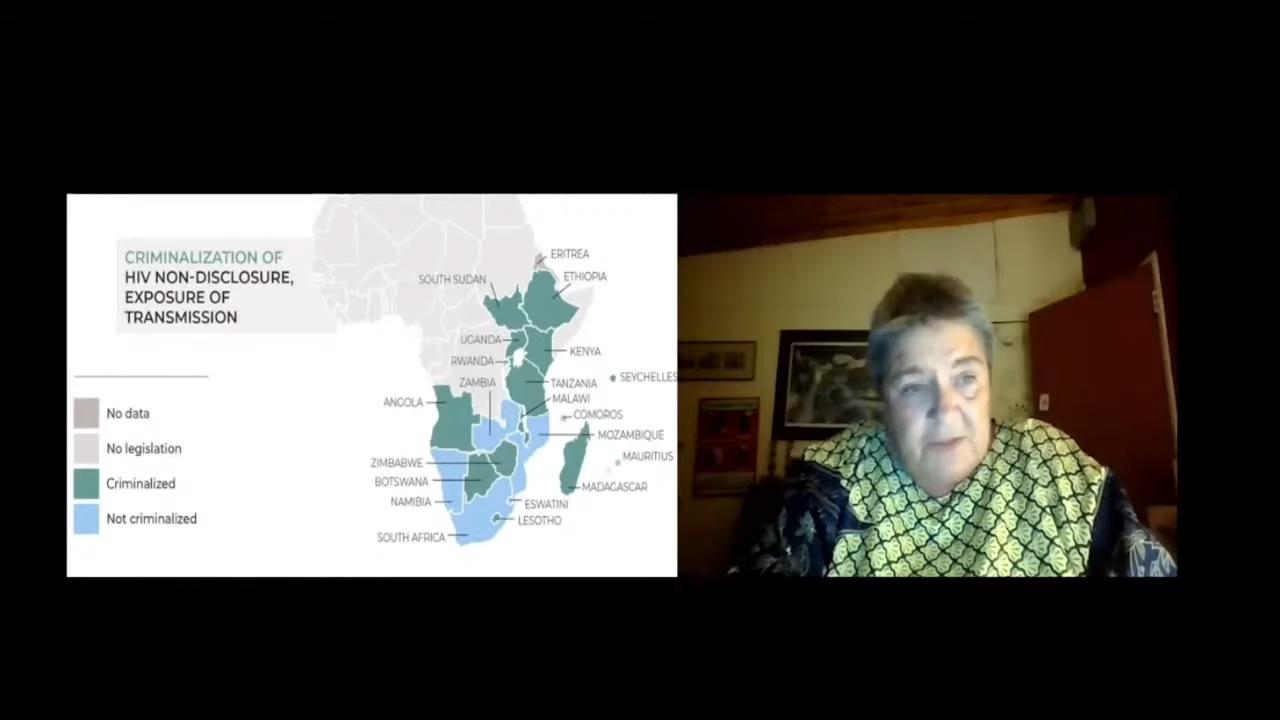 CRIMINALIZATION OF
HIV NON-DISCLOSURE,
EXPOSURE OF
TRANSMISSION
No data
No legislation
Criminalized
Not criminalized
ERITREA
SOUTH SUDAN
ETHIOPIA
UGANDA
KENYA
RWANDA
SEYCHELLES
ZAMBIA
TANZANIA
MALAWI
ANGOLA
COMOROS
MOZAMBIQUE
MAURITIUS
ZIMBABWE
BOTSWANA
MADAGASCAR
NAMIBIA
ESWATINI
LESOTHO
SOUTH AFRICA